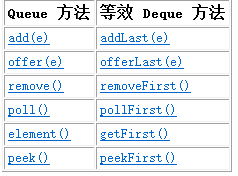 Queue 方法 等效 Deque 方法
add(e) addLast(e)
offer(e) offerLast(e)
remove() removeFirst()
poll() pollFirst()
element() getFirst()
peek() peekFirst()